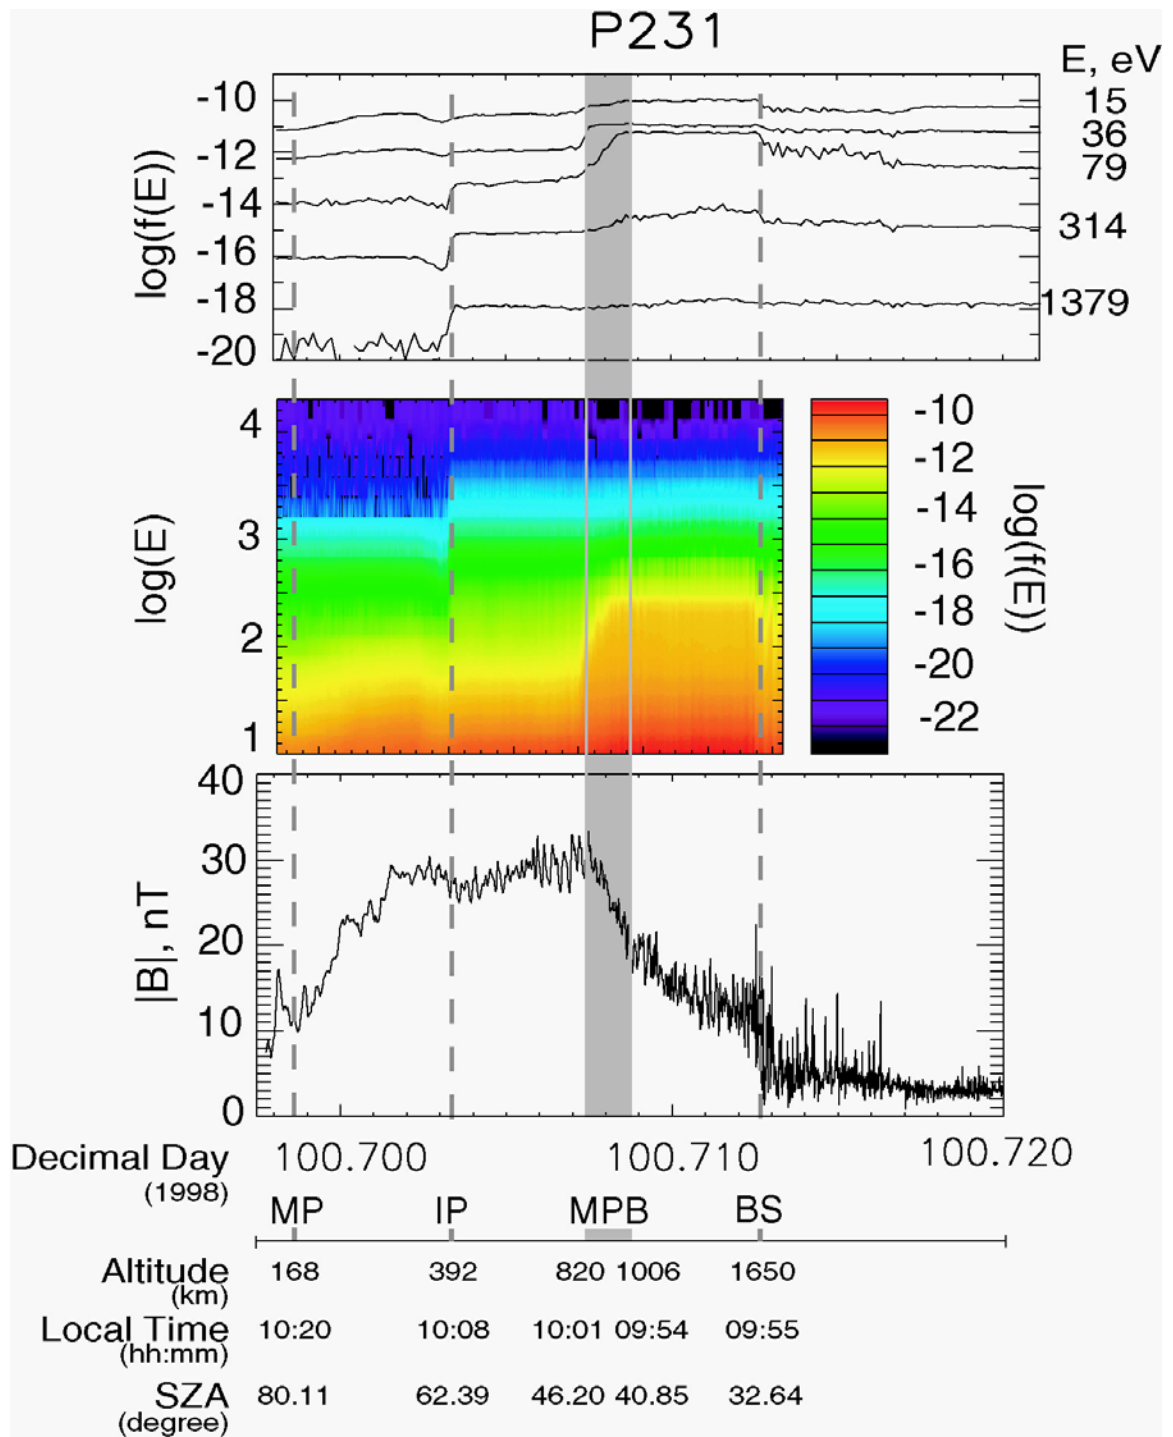 P231
E, eV
-10
-12
-14
-16
-18
-20
log(f(E))
15
36
79
314
1379
4
3
2
1
log(E)
-10
-12
-14
-16
-18
-20
-22
log(f(E))
40
30
20
10
0
|B|, nT
Decimal Day 100.700 100.710 100.720
(1998)
MP IP MPB BS
Altitude 168 392 820 1006 1650
(km)
Local Time 10:20 10:08 10:01 09:54 09:55
(hh:mm)
SZA 80.11 62.39 46.20 40.85 32.64
(degree)